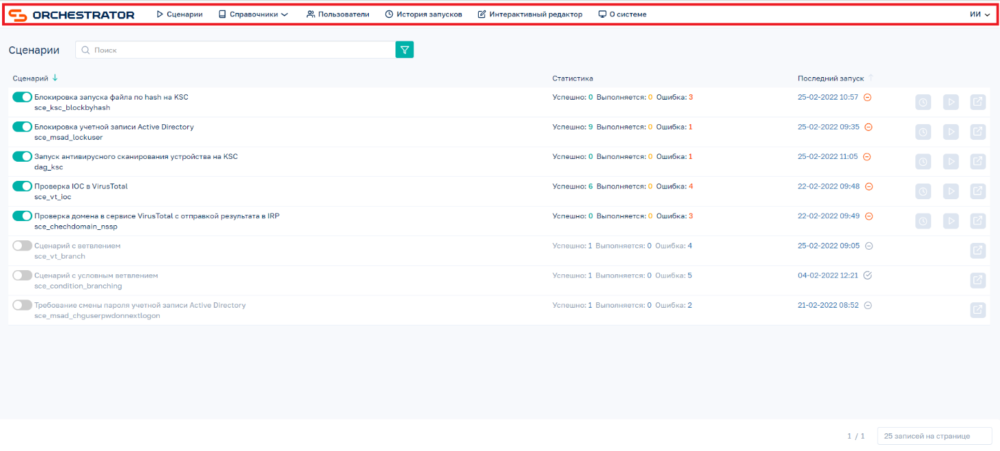 ORCHESTRATOR Сценарии Справочники Пользователи История запусков Интерактивный редактор О системе ИИ
Сценарии Поиск
Сценарий Статистика Последний запуск
Блокировка запуска файла по hash на KSC Успешно: 0 Выполняется: 0 Ошибка: 3 25-02-2022 10:57
sce_ksc_blockbyhash
Блокировка учетной записи Active Directory Успешно: 9 Выполняется: 0 Ошибка: 1 25-02-2022 09:35
sce_msad_lockuser
Запуск антивирусного сканирования устройства на KSC Успешно: 0 Выполняется: 0 Ошибка: 1 25-02-2022 11:05
dag_ksc
Проверка IOC в VirusTotal Успешно: 6 Выполняется: 0 Ошибка: 4 22-02-2022 09:48
sce_vt_ioc
Проверка домена в сервисе VirusTotal с отправкой результата в IRP Успешно: 0 Выполняется: 0 Ошибка: 3 22-02-2022 09:49
sce_chechdomain_nssp
Сценарий с ветвлением Успешно: 1 Выполняется: 0 Ошибка: 4 25-02-2022 09:05
sce_vt_branch
Сценарий с условным ветвлением Успешно: 1 Выполняется: 0 Ошибка: 5 04-02-2022 12:21
sce_condition_branching
Требование смены пароля учетной записи Active Directory Успешно: 1 Выполняется: 0 Ошибка: 2 21-02-2022 08:52
sce_msad_chguserpwdonnextlogon
1 / 1 25 записей на странице